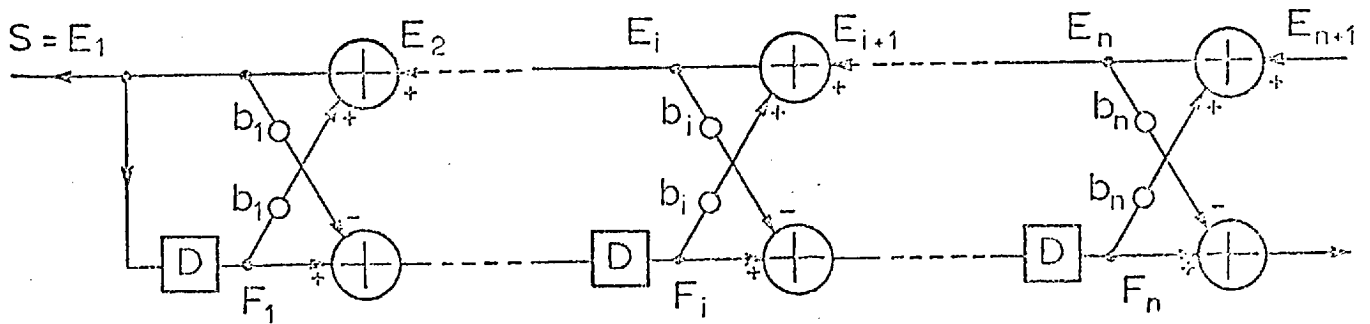 S = E₁ E₂ Eᵢ Eᵢ₊₁ Eₙ Eₙ₊₁
+ + +
+ + +
b₁ bᵢ bₙ
b₁ bᵢ bₙ
- - -
D D D
+ + +
F₁ Fᵢ Fₙ